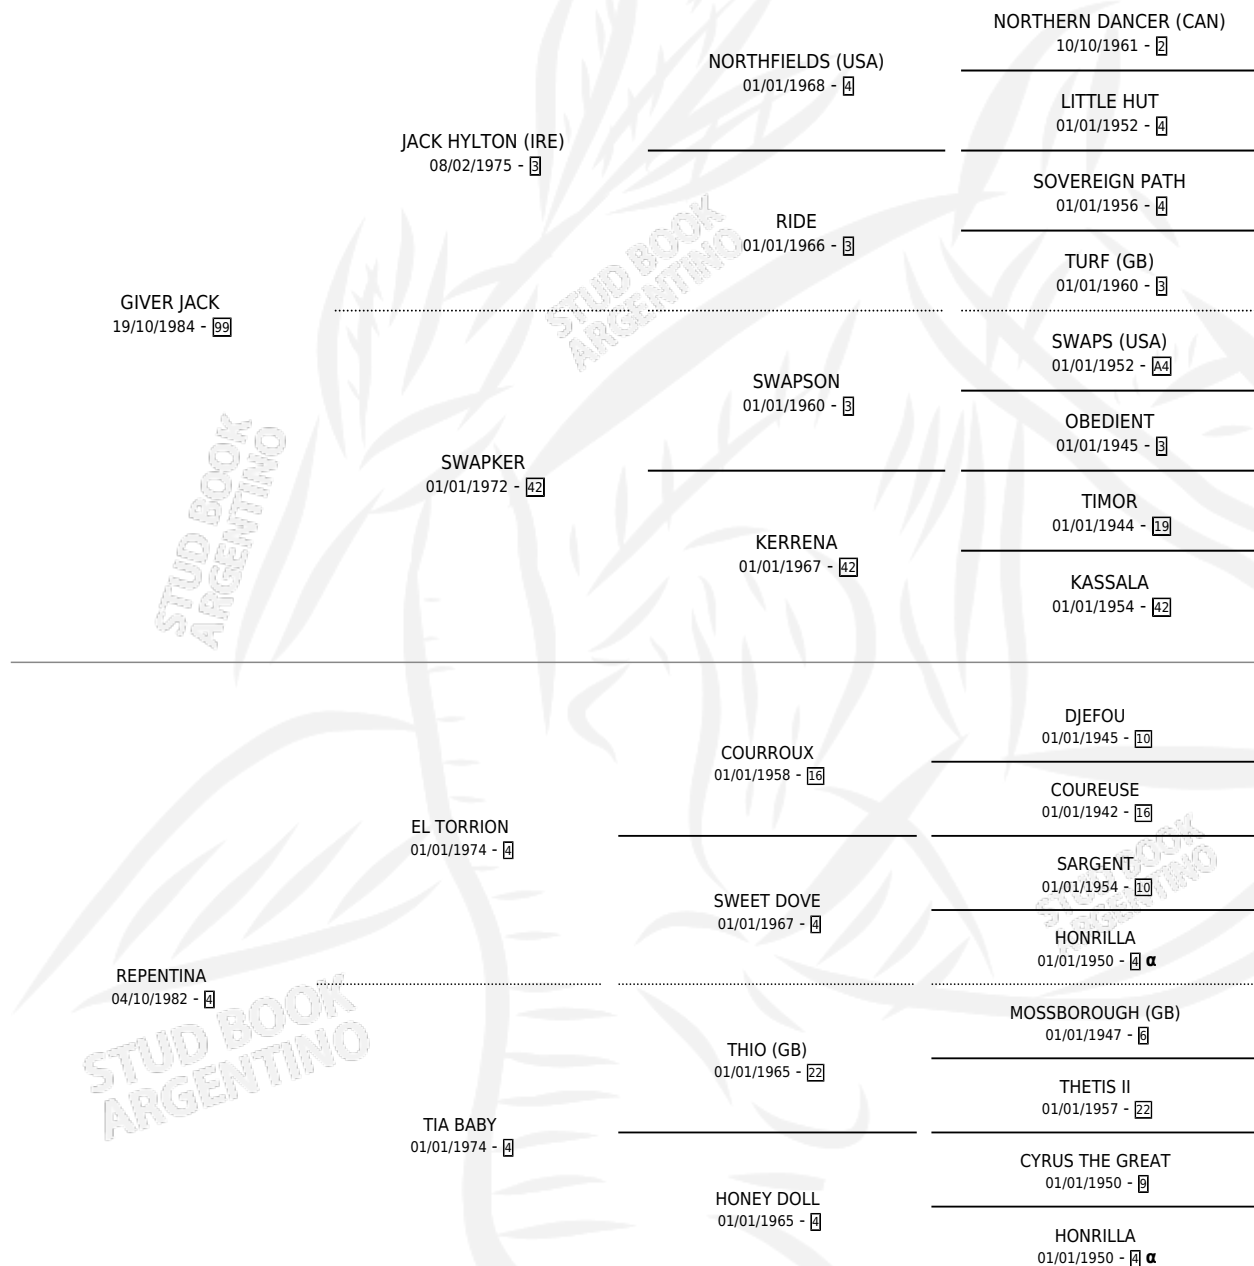 NORTHERN DANCER (CAN)
10/10/1961 - 2
NORTHFIELDS (USA)
01/01/1968 - 4
LITTLE HUT
01/01/1952 - 4
JACK HYLTON (IRE)
08/02/1975 - 3
SOVEREIGN PATH
01/01/1956 - 4
RIDE
01/01/1966 - 3
TURF (GB)
01/01/1960 - 3
GIVER JACK
19/10/1984 - 99
SWAPS (USA)
01/01/1952 - A4
SWAPSON
01/01/1960 - 3
OBEDIENT
01/01/1945 - 3
SWAPKER
01/01/1972 - 42
TIMOR
01/01/1944 - 19
KERRENA
01/01/1967 - 42
KASSALA
01/01/1954 - 42
DJEFOU
01/01/1945 - 10
COURROUX
01/01/1958 - 16
COUREUSE
01/01/1942 - 16
EL TORRION
01/01/1974 - 4
SARGENT
01/01/1954 - 10
SWEET DOVE
01/01/1967 - 4
HONRILLA
01/01/1950 - 4 α
REPENTINA
04/10/1982 - 4
MOSSBOROUGH (GB)
01/01/1947 - 6
THIO (GB)
01/01/1965 - 22
THETIS II
01/01/1957 - 22
TIA BABY
01/01/1974 - 4
CYRUS THE GREAT
01/01/1950 - 9
HONEY DOLL
01/01/1965 - 4
HONRILLA
01/01/1950 - 4 α
STUD BOOK
ARGENTINO
STUD BOOK
ARGENTINO
STUD BOOK
ARGENTINO
STUD BOOK
ARGENTINO